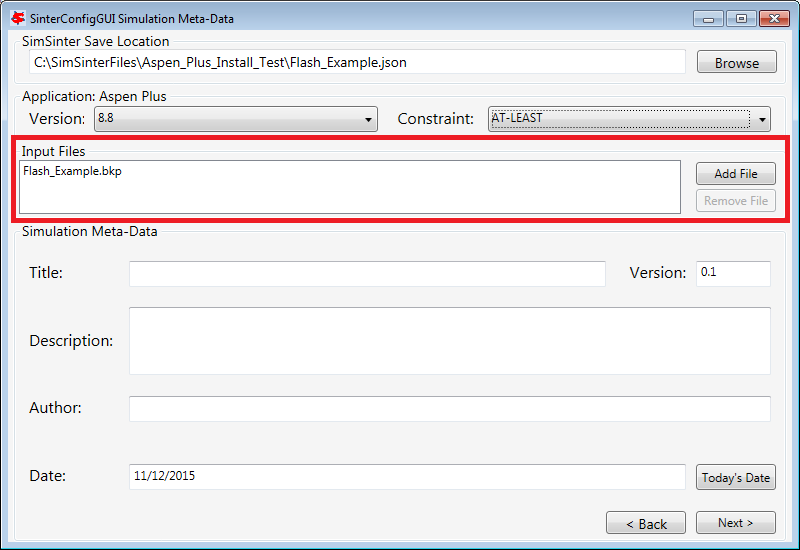 SinterConfigGUI Simulation Meta-Data
SimSinter Save Location
C:\SimSinterFiles\Aspen_Plus_Install_Test\Flash_Example.json
Browse
Application: Aspen Plus
Version: 8.8 Constraint: AT-LEAST
Input Files
Flash_Example.bkp
Add File
Remove File
Simulation Meta-Data
Title: Version: 0.1
Description:
Author:
Date: 11/12/2015 Today's Date
< Back Next >